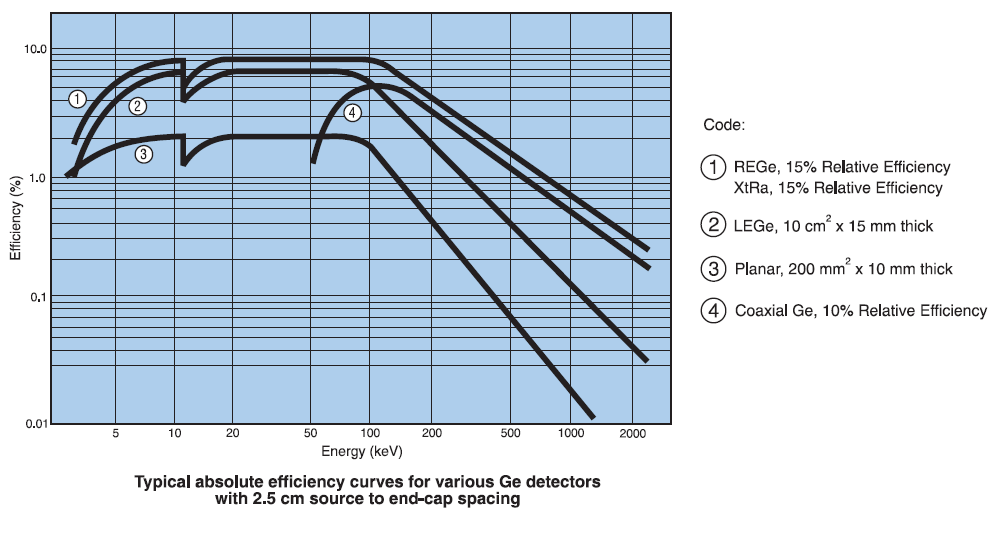 10.0
1.0
0.1
0.01
Efficiency (%)
1
2
3
4
5 10 20 50 100 200 500 1000 2000
Energy (keV)
Typical absolute efficiency curves for various Ge detectors
with 2.5 cm source to end-cap spacing
Code:
1 REGe, 15% Relative Efficiency
XtRa, 15% Relative Efficiency
2 LEGe, 10 cm² x 15 mm thick
3 Planar, 200 mm² x 10 mm thick
4 Coaxial Ge, 10% Relative Efficiency